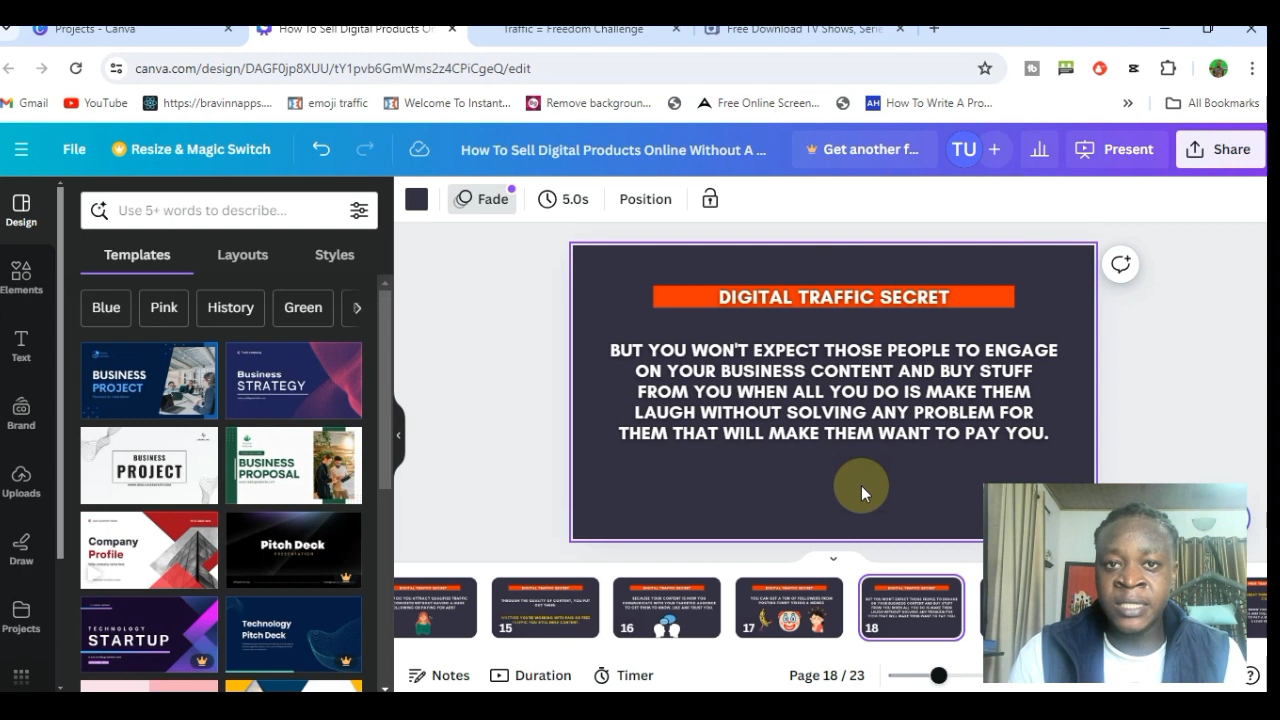 Projects - Canva
How To Sell Digital Products O
Traffic = Freedom Challenge
Free Download TV Shows, Serie
canva.com/design/DAGF0jp8XUU/tY1pvb6GmWms2z4CPiCgeQ/edit
Gmail
YouTube
https://bravinnapps....
emoji traffic
Welcome To Instant...
Remove backgroun...
Free Online Screen...
AH
How To Write A Pro...
All Bookmarks
File
Resize & Magic Switch
How To Sell Digital Products Online Without A ...
Get another f...
TU
Present
Share
Design
Elements
Text
Brand
Uploads
Draw
Projects
Use 5+ words to describe...
Templates
Layouts
Styles
Blue
Pink
History
Green
BUSINESS
PROJECT
Business
STRATEGY
BUSINESS
PROJECT
BUSINESS
PROPOSAL
Company
Profile
Pitch Deck
TECHNOLOGY
STARTUP
Technology
Pitch Deck
Fade
5.0s
Position
DIGITAL TRAFFIC SECRET
BUT YOU WON'T EXPECT THOSE PEOPLE TO ENGAGE
ON YOUR BUSINESS CONTENT AND BUY STUFF
FROM YOU WHEN ALL YOU DO IS MAKE THEM
LAUGH WITHOUT SOLVING ANY PROBLEM FOR
THEM THAT WILL MAKE THEM WANT TO PAY YOU.
15
16
17
18
Notes
Duration
Timer
Page 18 / 23